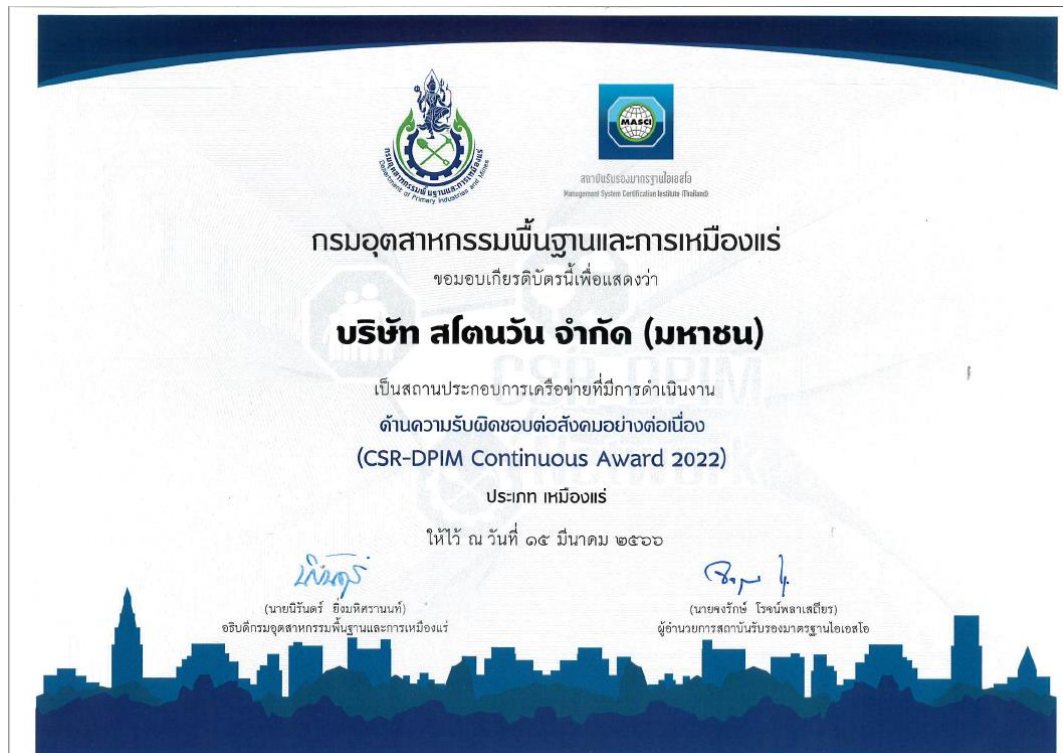 กรมอุตสาหกรรมพื้นฐานและการเหมืองแร่
Department of Primary Industries and Mines
MASCI
สถาบันรับรองมาตรฐานไอเอสโอ
Management System Certification Institute (Thailand)
กรมอุตสาหกรรมพื้นฐานและการเหมืองแร่
ขอมอบเกียรติบัตรนี้เพื่อแสดงว่า
บริษัท สโตนวัน จำกัด (มหาชน)
เป็นสถานประกอบการเครือข่ายที่มีการดำเนินงาน
ด้านความรับผิดชอบต่อสังคมอย่างต่อเนื่อง
(CSR-DPIM Continuous Award 2022)
ประเภท เหมืองแร่
ให้ไว้ ณ วันที่ ๑๕ มีนาคม ๒๕๖๖
CSR-DPIM
Network
(นายนิรันดร์ ยิ่งมหิศรานนท์)
อธิบดีกรมอุตสาหกรรมพื้นฐานและการเหมืองแร่
(นายจงรักษ์ โรจน์พลาเสถียร)
ผู้อำนวยการสถาบันรับรองมาตรฐานไอเอสโอ